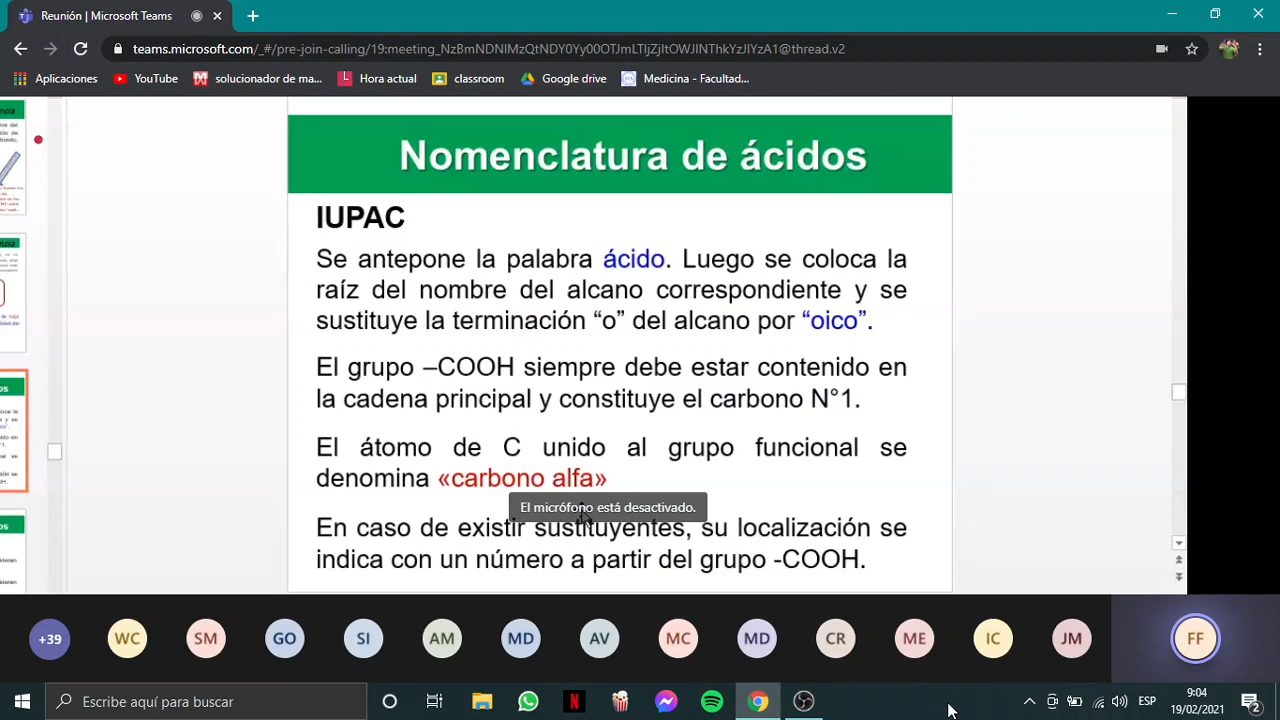 Reunión | Microsoft Teams
teams.microsoft.com/_#/pre-join-calling/19:meeting_NzBmNDNlMzQtNDY0Yy00OTJmLTljZjItOWJlNThkYzJlYzA1@thread.v2
Aplicaciones YouTube solucionador de ma... Hora actual classroom Google drive Medicina - Facultad...
Nomenclatura de ácidos
IUPAC
Se antepone la palabra ácido. Luego se coloca la
raíz del nombre del alcano correspondiente y se
sustituye la terminación “o” del alcano por “oico”.
El grupo –COOH siempre debe estar contenido en
la cadena principal y constituye el carbono N°1.
El átomo de C unido al grupo funcional se
denomina «carbono alfa»
El micrófono está desactivado.
En caso de existir sustituyentes, su localización se
indica con un número a partir del grupo -COOH.
+39 WC SM GO SI AM MD AV MC MD CR ME IC JM FF
Escribe aquí para buscar
ESP
9:04
19/02/2021
2